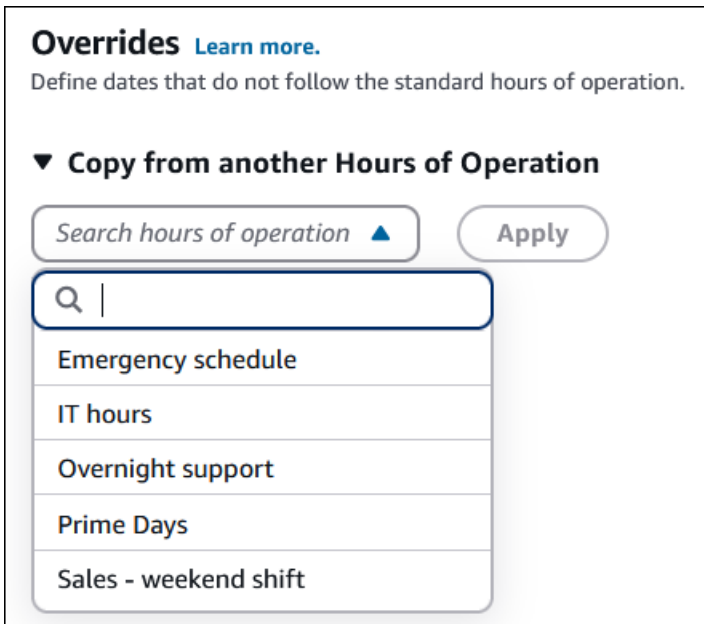 Overrides Learn more.
Define dates that do not follow the standard hours of operation.
Copy from another Hours of Operation
Search hours of operation Apply
Emergency schedule
IT hours
Overnight support
Prime Days
Sales - weekend shift